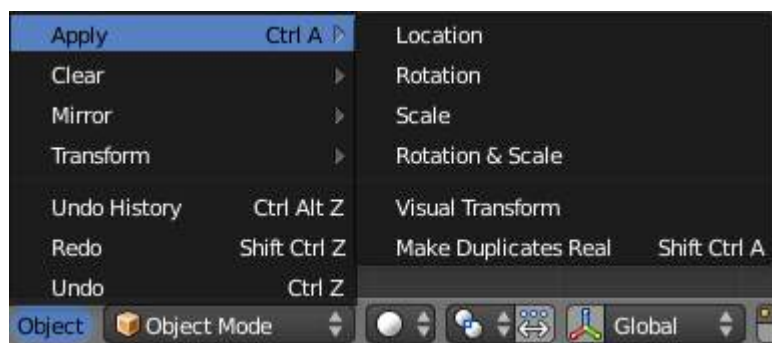 Apply Ctrl A
Clear
Mirror
Transform
Undo History Ctrl Alt Z
Redo Shift Ctrl Z
Undo Ctrl Z
Location
Rotation
Scale
Rotation & Scale
Visual Transform
Make Duplicates Real Shift Ctrl A
Object Object Mode Global